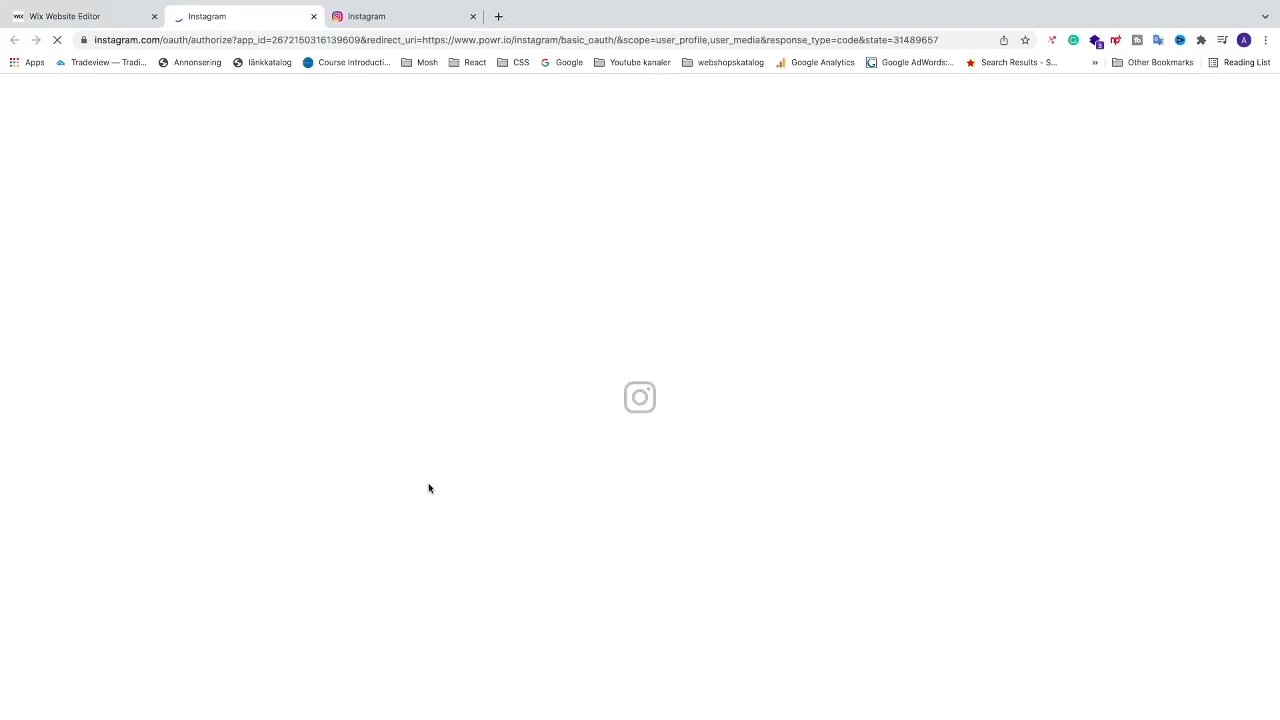 WIX Wix Website Editor Instagram Instagram
instagram.com/oauth/authorize?app_id=2672150316139609&redirect_uri=https://www.powr.io/instagram/basic_oauth/&scope=user_profile,user_media&response_type=code&state=31489657 3 A
Apps Tradeview — Tradi... Annonsering länkkatalog Course Introducti... Mosh React CSS Google Youtube kanaler webshopskatalog Google Analytics Google AdWords:... Search Results - S... » Other Bookmarks Reading List